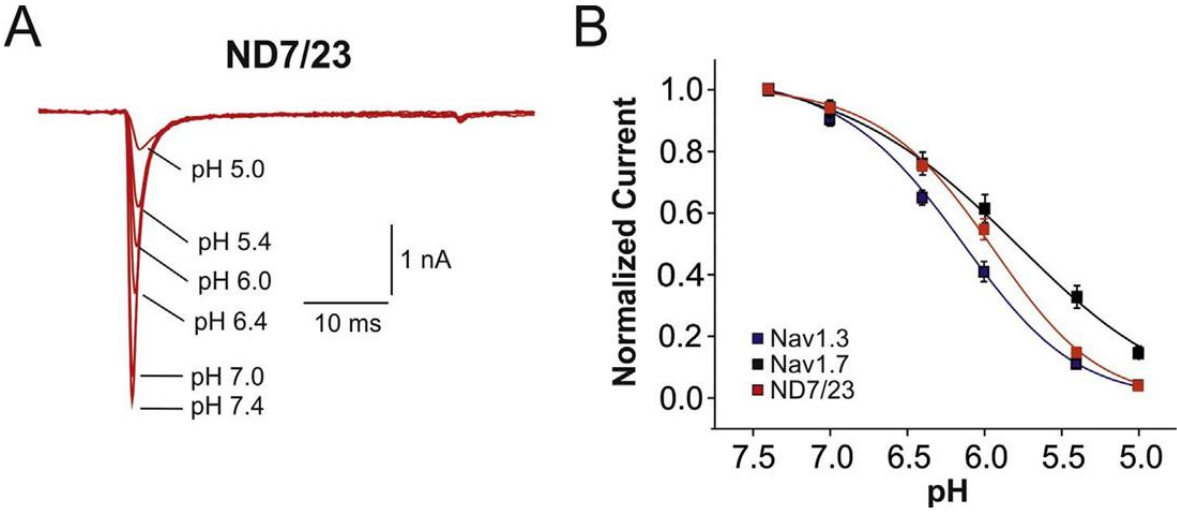 A
ND7/23
pH 5.0
pH 5.4
pH 6.0
pH 6.4
pH 7.0
pH 7.4
1 nA
10 ms
B
Normalized Current
1.0
0.8
0.6
0.4
0.2
0.0
Nav1.3
Nav1.7
ND7/23
7.5 7.0 6.5 6.0 5.5 5.0
pH